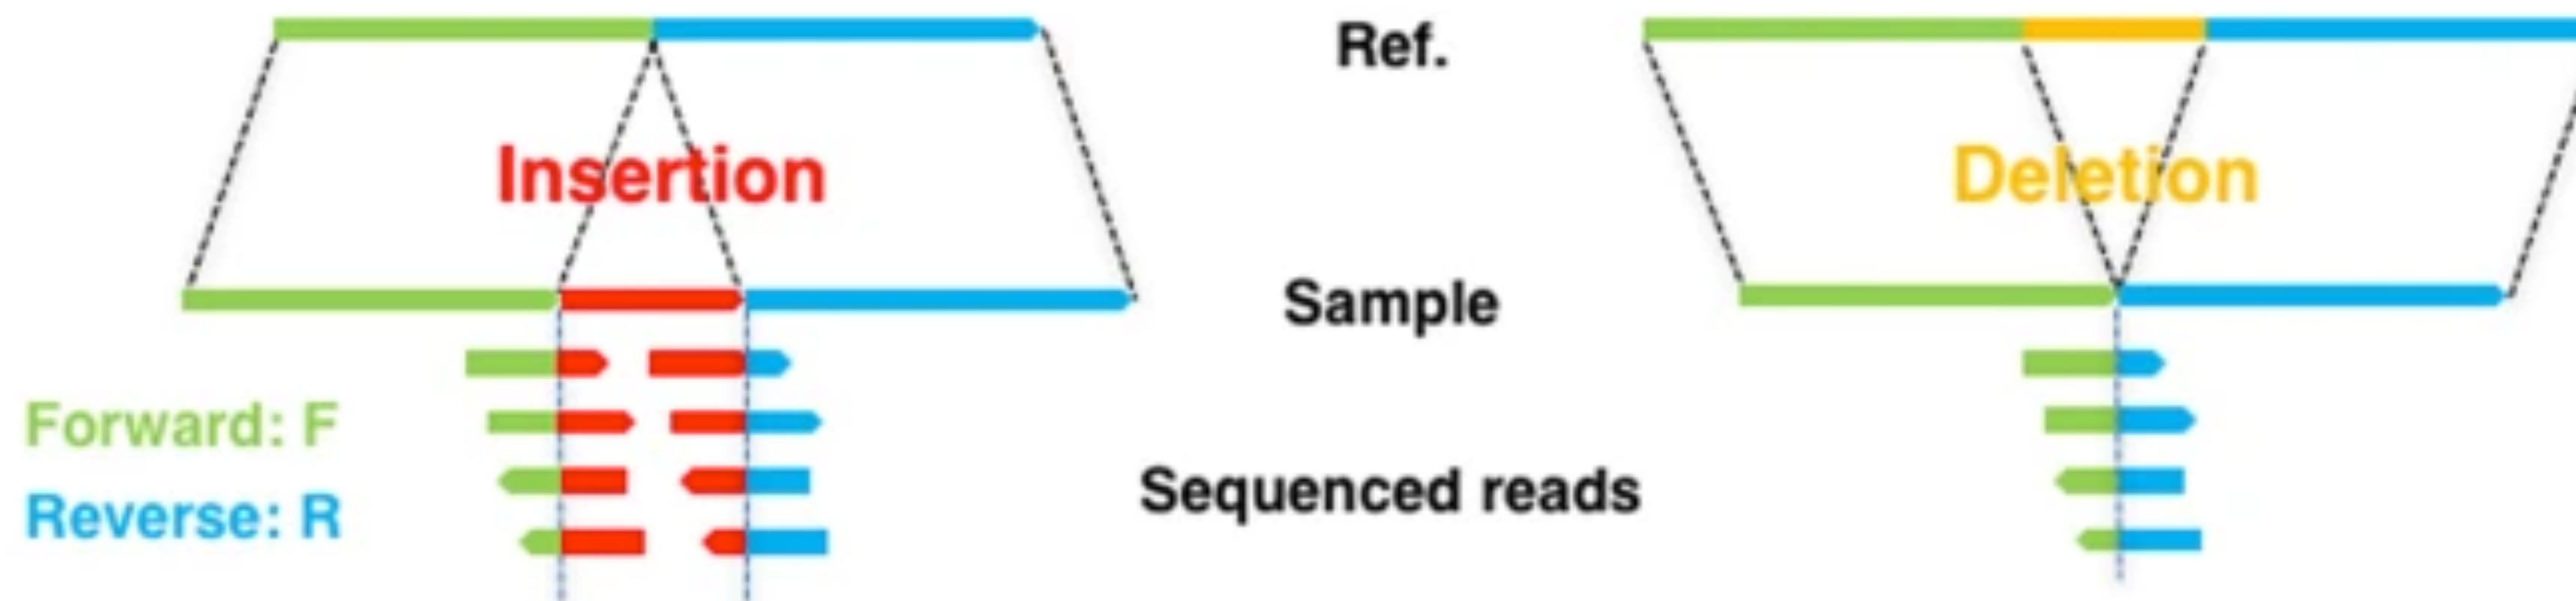 Ref.
Insertion
Deletion
Sample
Forward: F
Reverse: R
Sequenced reads